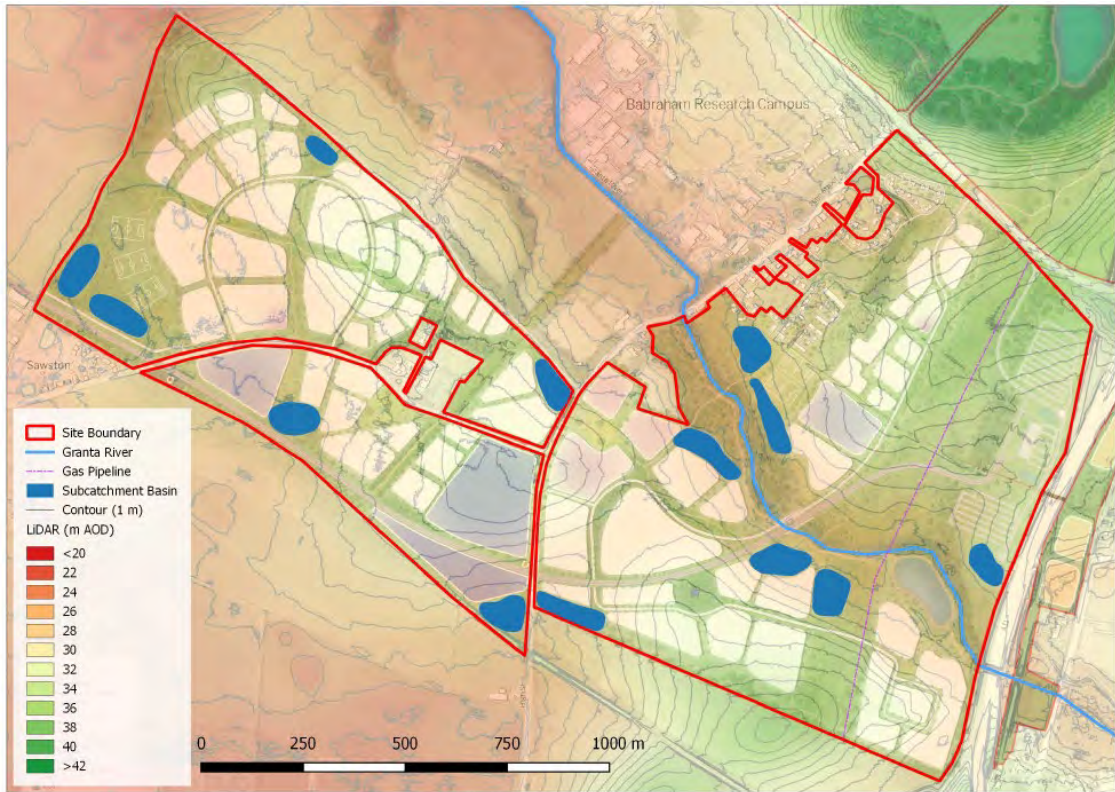 Babraham Research Campus
Sawston
Site Boundary
Granta River
Gas Pipeline
Subcatchment Basin
Contour (1 m)
LiDAR (m AOD)
<20
22
24
26
28
30
32
34
36
38
40
>42
0 250 500 750 1000 m